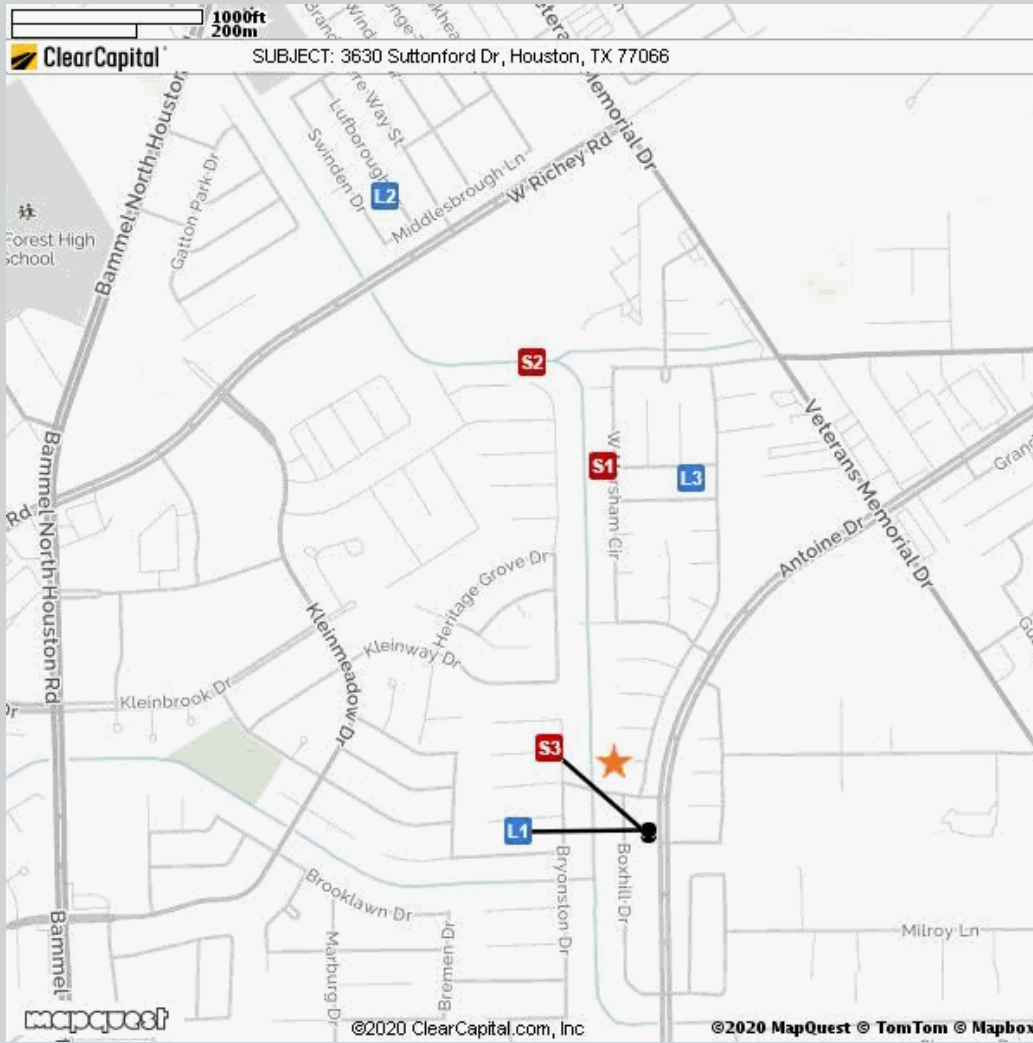 1000ft
200m
ClearCapital
SUBJECT: 3630 Suttonford Dr, Houston, TX 77066
Bammel North Houston
Gatton Park Dr
Forest High
School
Swinden Dr
Lufborough
Way St
Middlesbrough Ln
W Richey Rd
Memorial Dr
L2
S2
S1
L3
Rd
Bammel North Houston Rd
Veterans Memorial Dr
Antoine Dr
Heritage Grove Dr
Kleinway Dr
Kleinmeadow Dr
Kleinbrook Dr
Dr
S3
L1
Bryonston Dr
Boxhill Dr
Brooklawn Dr
Marburg Dr
Bremen Dr
Milroy Ln
Bammel
mapquest
©2020 ClearCapital.com, Inc
©2020 MapQuest © TomTom © Mapbox